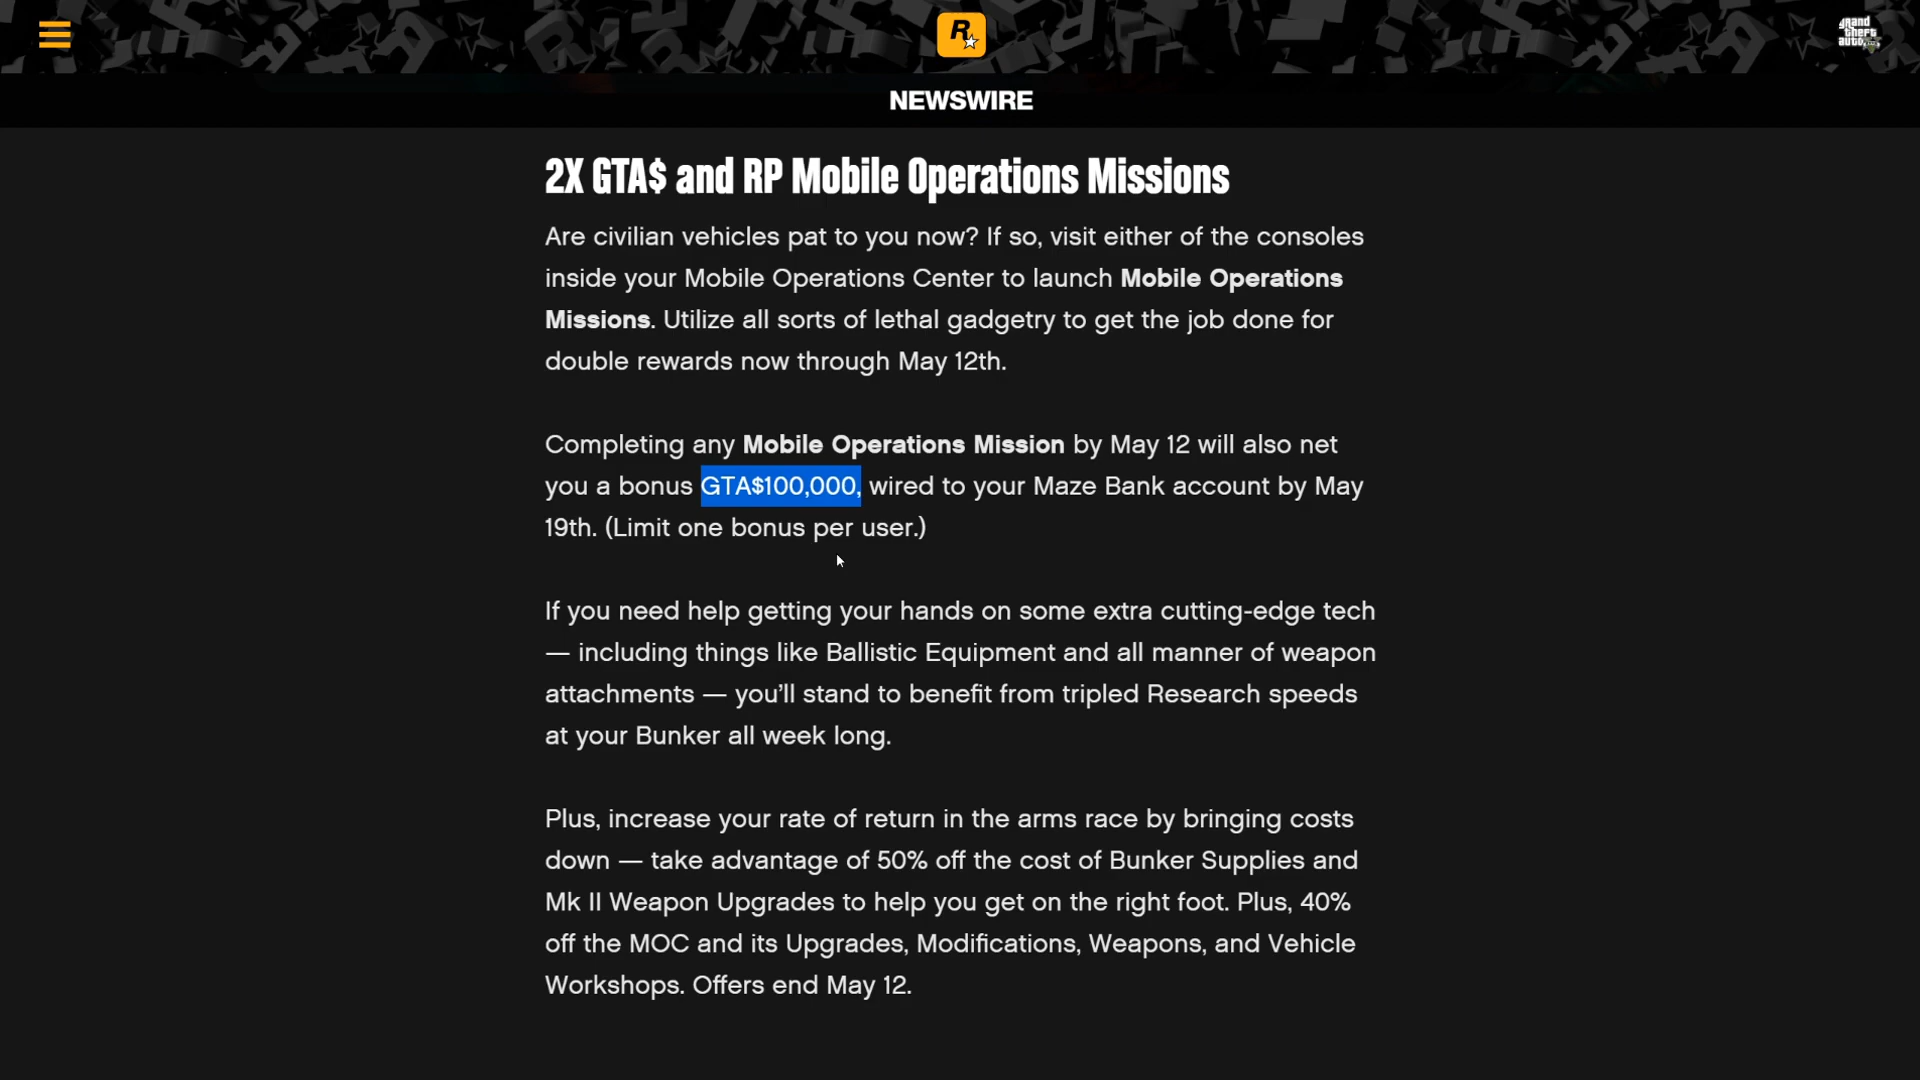 R
grand
theft
auto
NEWSWIRE
2X GTA$ and RP Mobile Operations Missions
Are civilian vehicles pat to you now? If so, visit either of the consoles
inside your Mobile Operations Center to launch Mobile Operations
Missions. Utilize all sorts of lethal gadgetry to get the job done for
double rewards now through May 12th.
Completing any Mobile Operations Mission by May 12 will also net
you a bonus GTA$100,000, wired to your Maze Bank account by May
19th. (Limit one bonus per user.)
If you need help getting your hands on some extra cutting-edge tech
— including things like Ballistic Equipment and all manner of weapon
attachments — you’ll stand to benefit from tripled Research speeds
at your Bunker all week long.
Plus, increase your rate of return in the arms race by bringing costs
down — take advantage of 50% off the cost of Bunker Supplies and
Mk II Weapon Upgrades to help you get on the right foot. Plus, 40%
off the MOC and its Upgrades, Modifications, Weapons, and Vehicle
Workshops. Offers end May 12.